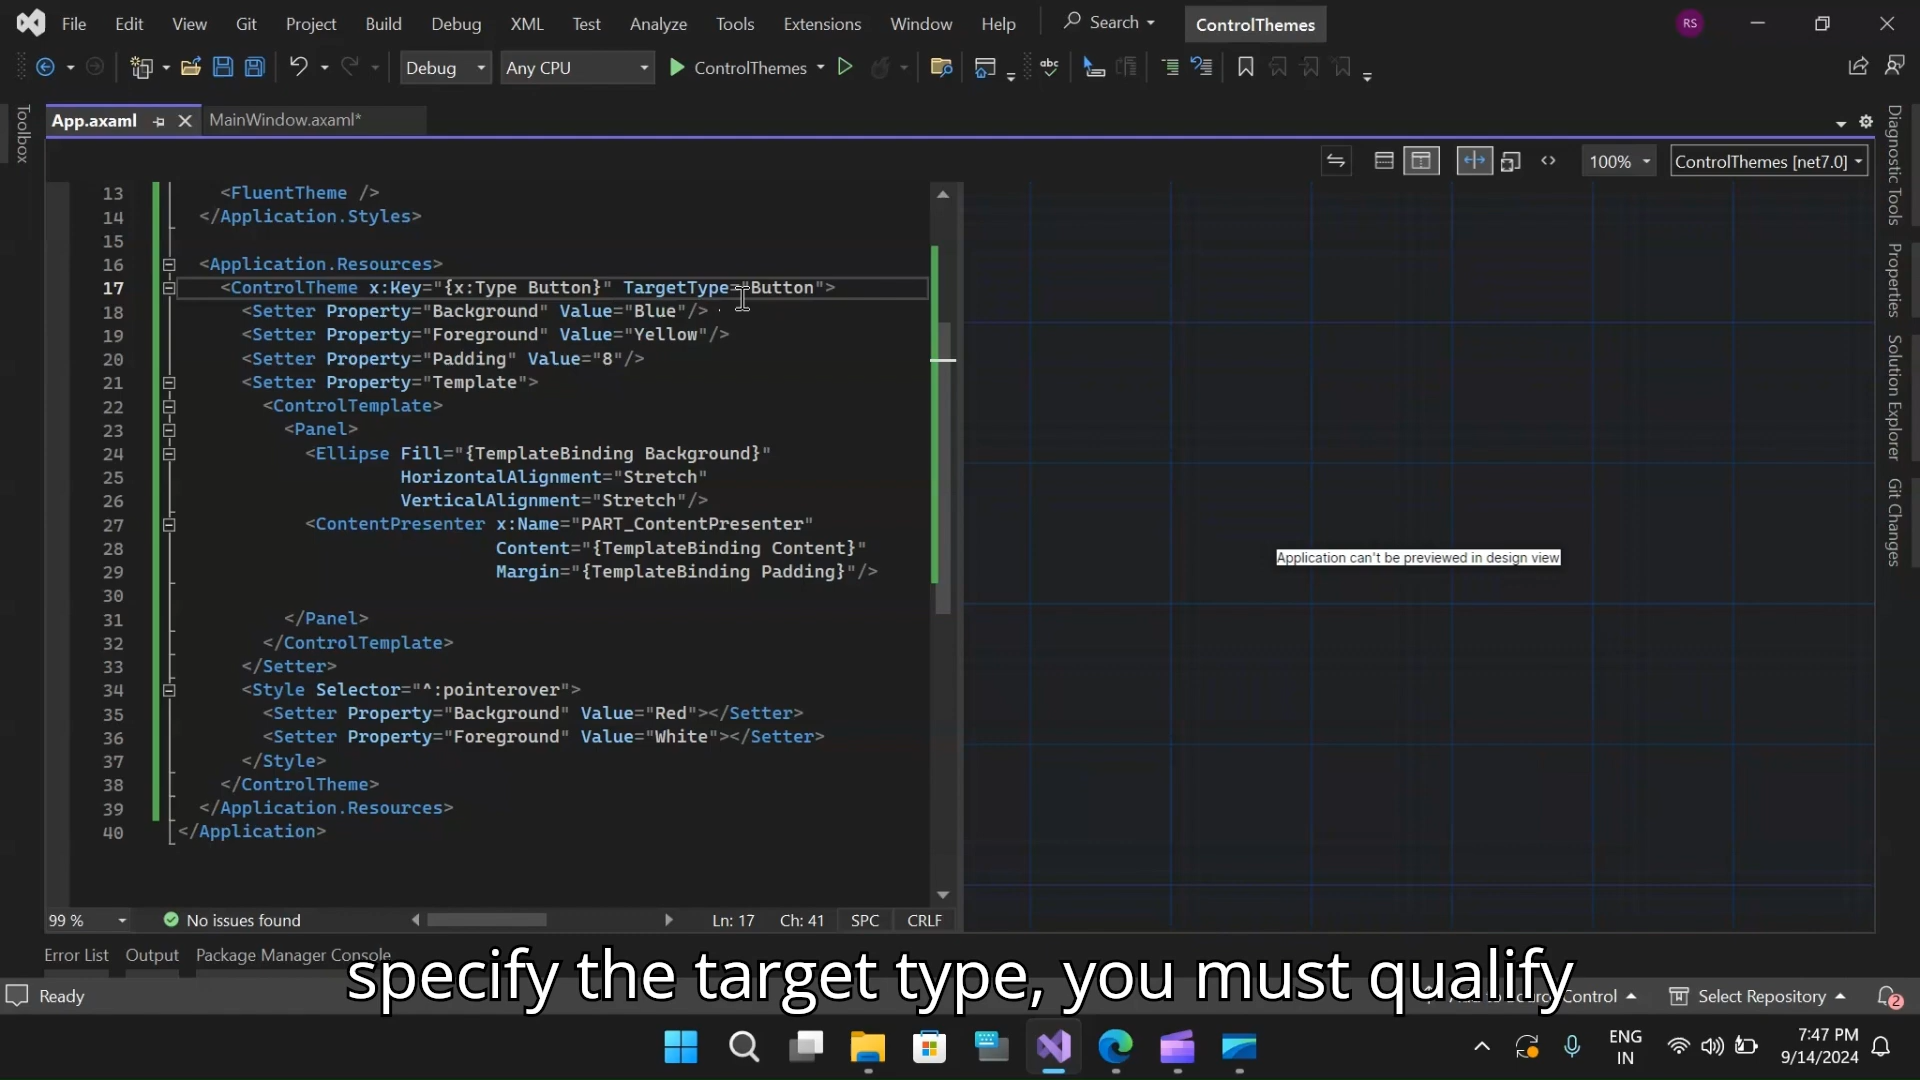 File Edit View Git Project Build Debug XML Test Analyze Tools Extensions Window Help Search ControlThemes RS
Debug Any CPU ControlThemes abc
App.axaml MainWindow.axaml*
100% ControlThemes [net7.0]
Toolbox
13 <FluentTheme />
14 </Application.Styles>
15
16 <Application.Resources>
17 <ControlTheme x:Key="{x:Type Button}" TargetType="Button">
18 <Setter Property="Background" Value="Blue"/>
19 <Setter Property="Foreground" Value="Yellow"/>
20 <Setter Property="Padding" Value="8"/>
21 <Setter Property="Template">
22 <ControlTemplate>
23 <Panel>
24 <Ellipse Fill="{TemplateBinding Background}"
25 HorizontalAlignment="Stretch"
26 VerticalAlignment="Stretch"/>
27 <ContentPresenter x:Name="PART_ContentPresenter"
28 Content="{TemplateBinding Content}"
29 Margin="{TemplateBinding Padding}"/>
30
31 </Panel>
32 </ControlTemplate>
33 </Setter>
34 <Style Selector="^:pointerover">
35 <Setter Property="Background" Value="Red"></Setter>
36 <Setter Property="Foreground" Value="White"></Setter>
37 </Style>
38 </ControlTheme>
39 </Application.Resources>
40 </Application>
Application can't be previewed in design view
Diagnostic Tools
Properties
Solution Explorer
Git Changes
99 % No issues found Ln: 17 Ch: 41 SPC CRLF
Error List Output Package Manager Console
specify the target type, you must qualify
Ready Control Select Repository 2
ENG
IN
7:47 PM
9/14/2024